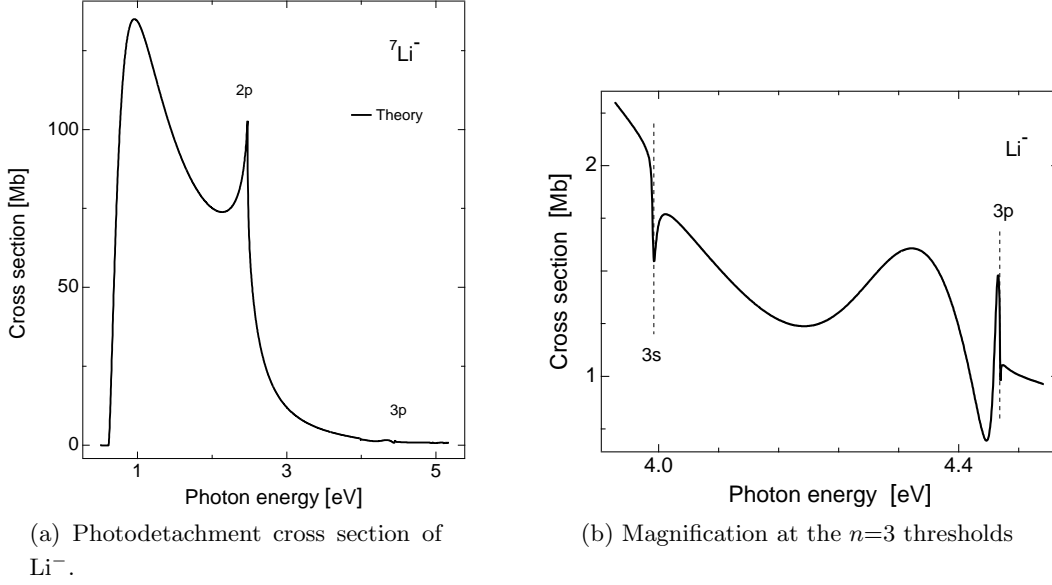 ⁷Li⁻
2p
Theory
3p
100
50
0
Cross section [Mb]
1 3 5
Photon energy [eV]
(a) Photodetachment cross section of
Li⁻.
Li⁻
3p
3s
2
1
Cross section [Mb]
4.0 4.4
Photon energy [eV]
(b) Magnification at the n=3 thresholds